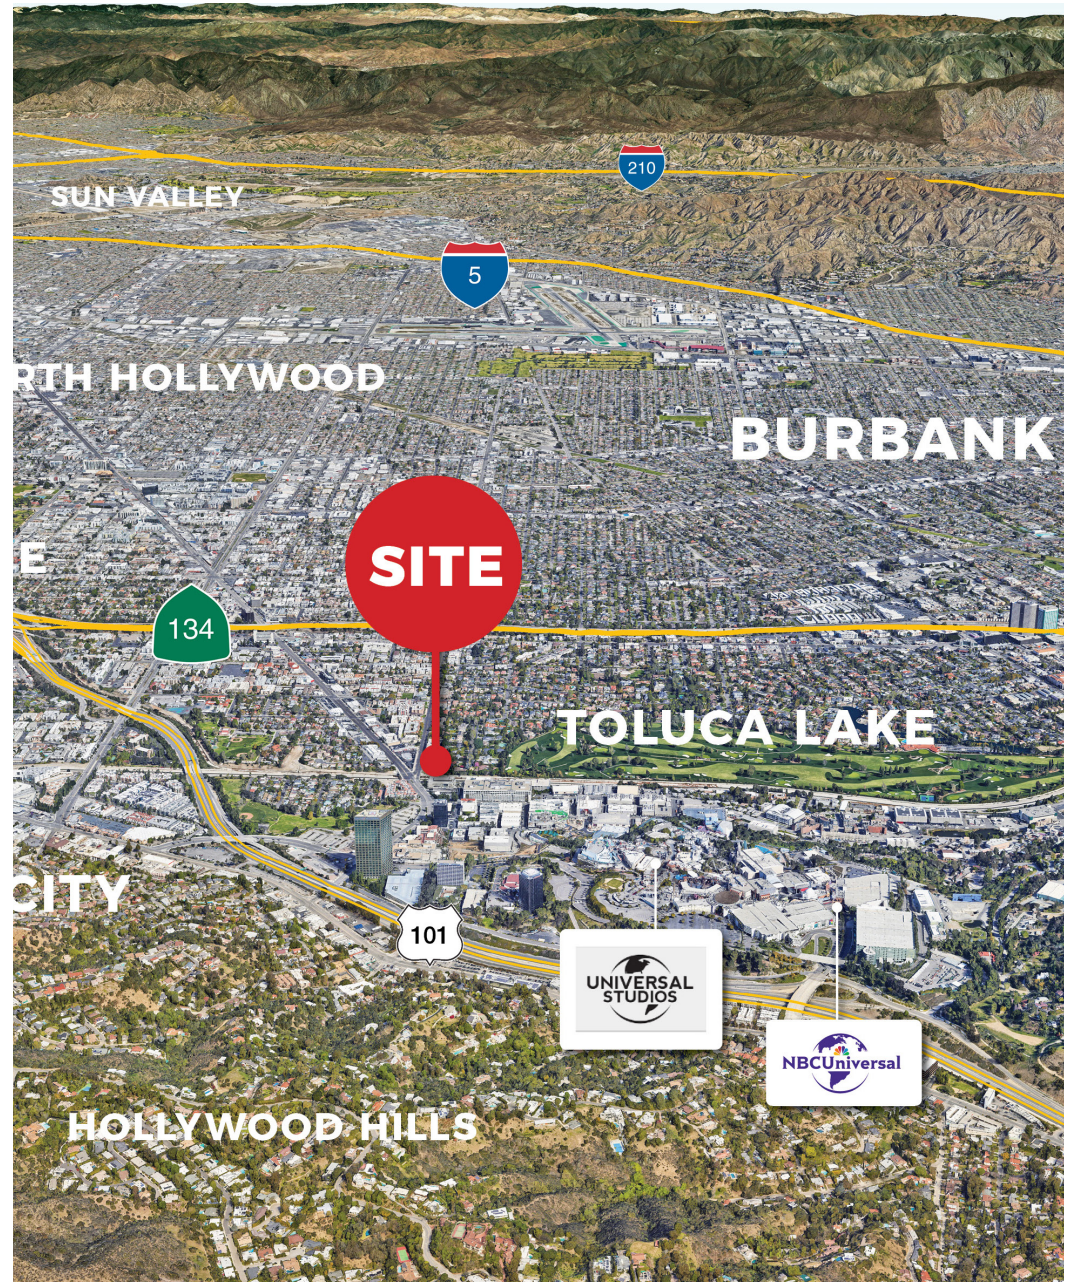 210
SUN VALLEY
5
RTH HOLLYWOOD
BURBANK
SITE
E
134
TOLUCA LAKE
CITY
101
UNIVERSAL
STUDIOS
NBCUniversal
HOLLYWOOD HILLS